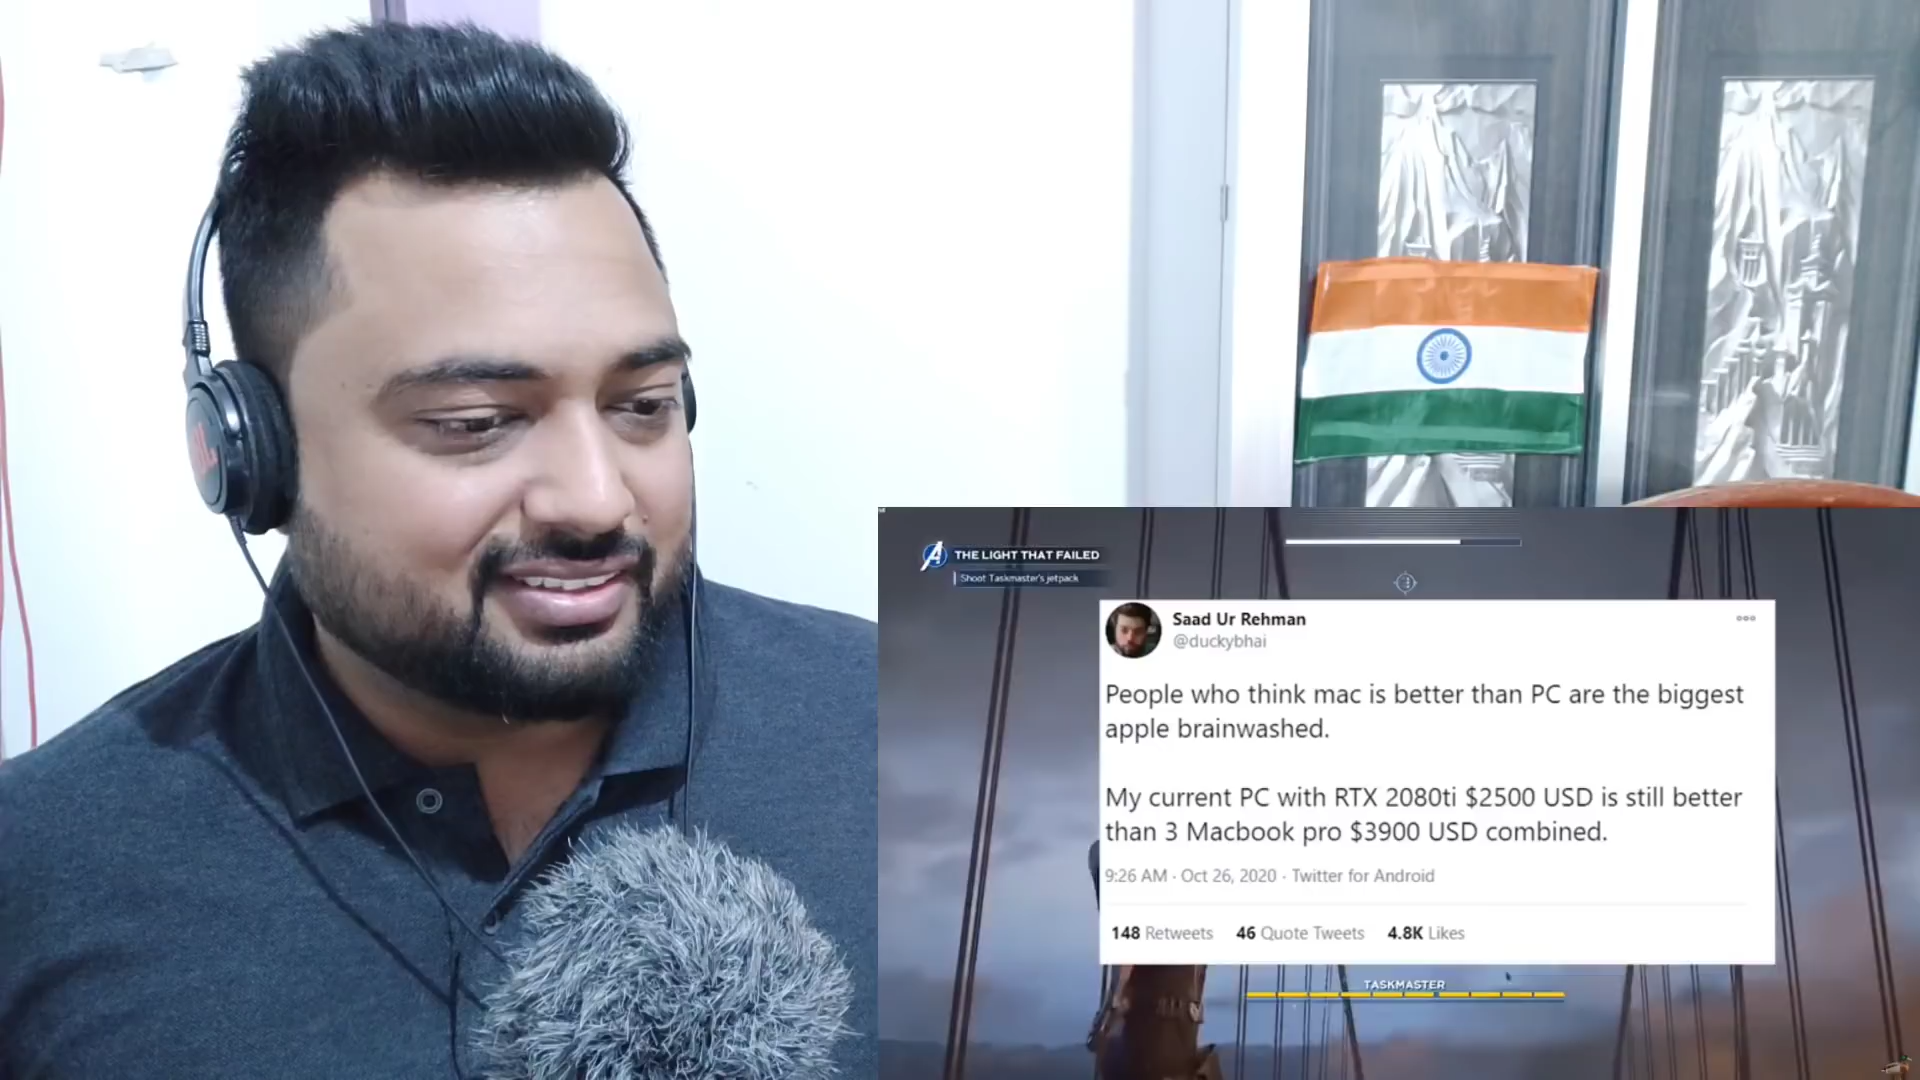 THE LIGHT THAT FAILED
Shoot Taskmaster's jetpack
Saad Ur Rehman
@duckybhai
People who think mac is better than PC are the biggest
apple brainwashed.
My current PC with RTX 2080ti $2500 USD is still better
than 3 Macbook pro $3900 USD combined.
9:26 AM · Oct 26, 2020 · Twitter for Android
148 Retweets 46 Quote Tweets 4.8K Likes
TASKMASTER